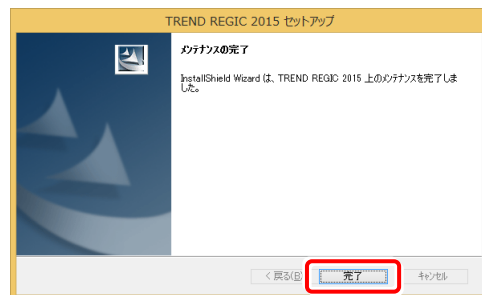 TREND REGIC 2015 セットアップ
メンテナンスの完了
InstallShield Wizard は、TREND REGIC 2015 上のメンテナンスを完了しま
した。
< 戻る(B) 完了 キャンセル